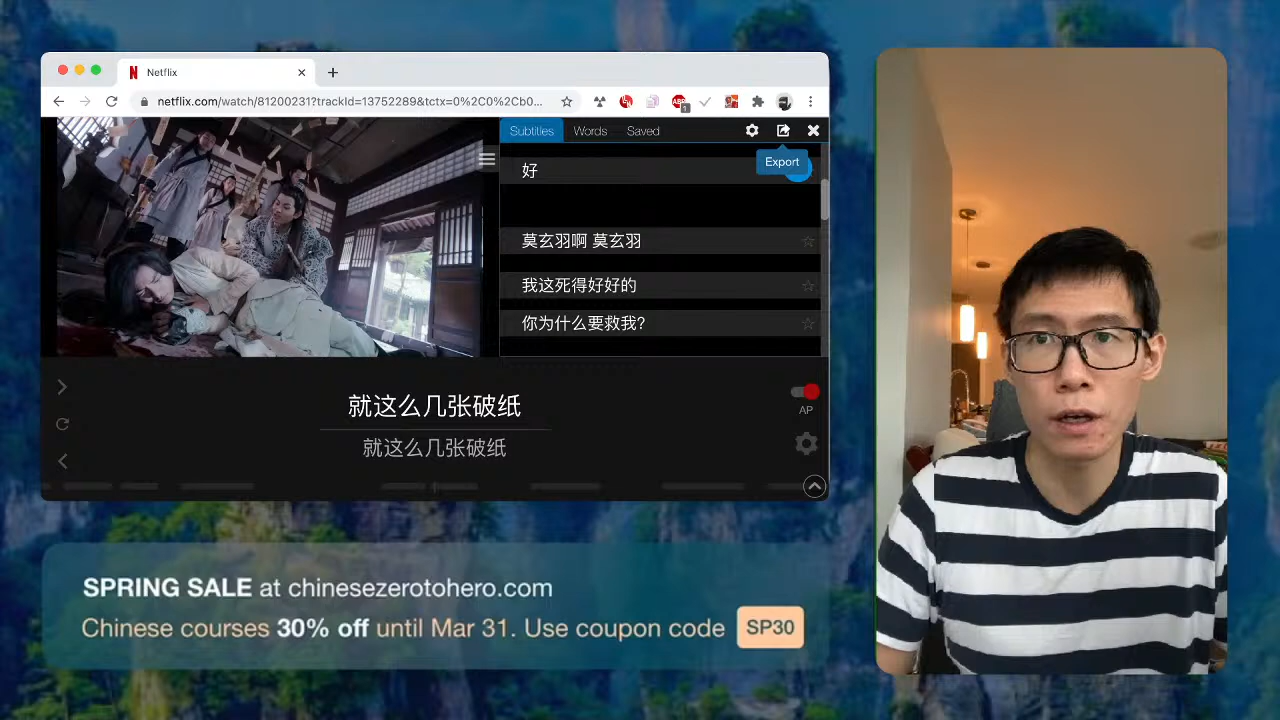 Netflix
netflix.com/watch/81200231?trackId=13752289&tctx=0%2C0%2Cb0...
ABP
1
Subtitles Words Saved
Export
好
莫玄羽啊 莫玄羽
我这死得好好的
你为什么要救我?
就这么几张破纸
就这么几张破纸
AP
SPRING SALE at chinesezerotohero.com
Chinese courses 30% off until Mar 31. Use coupon code SP30